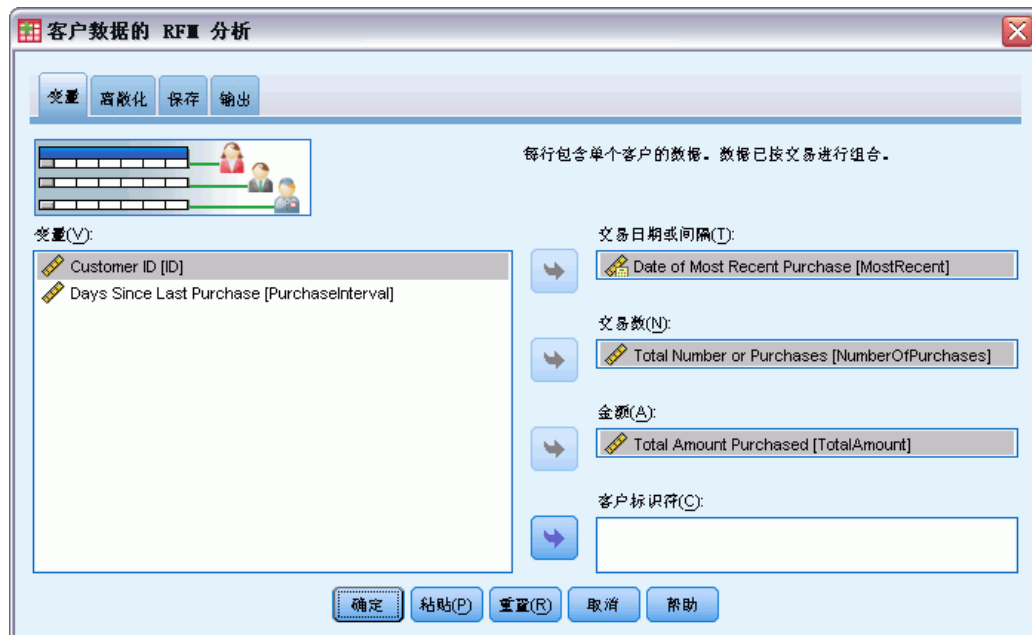 客户数据的 RFM 分析
变量
离散化
保存
输出
每行包含单个客户的数据。数据已按交易进行组合。
变量(V):
Customer ID [ID]
Days Since Last Purchase [PurchaseInterval]
交易日期或间隔(T):
Date of Most Recent Purchase [MostRecent]
交易数(N):
Total Number or Purchases [NumberOfPurchases]
金额(A):
Total Amount Purchased [TotalAmount]
客户标识符(C):
确定
粘贴(P)
重置(R)
取消
帮助